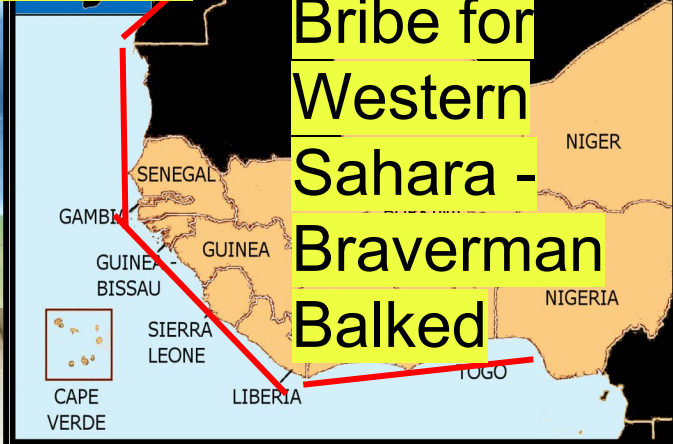 Bribe for
Western
Sahara -
Braverman
Balked
NIGER
SENEGAL
GAMBIA
GUINEA
GUINEA -
BISSAU
NIGERIA
SIERRA
LEONE
TOGO
LIBERIA
CAPE
VERDE